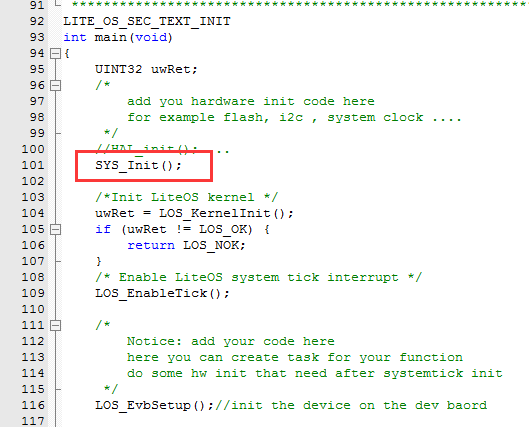 91 *********************************************************
92 LITE_OS_SEC_TEXT_INIT
93 int main(void)
94 {
95 UINT32 uwRet;
96 /*
97 add you hardware init code here
98 for example flash, i2c , system clock ....
99 */
100 //HAL_init();....
101 SYS_Init();
102
103 /*Init LiteOS kernel */
104 uwRet = LOS_KernelInit();
105 if (uwRet != LOS_OK) {
106 return LOS_NOK;
107 }
108 /* Enable LiteOS system tick interrupt */
109 LOS_EnableTick();
110
111 /*
112 Notice: add your code here
113 here you can create task for your function
114 do some hw init that need after systemtick init
115 */
116 LOS_EvbSetup();//init the device on the dev baord
117